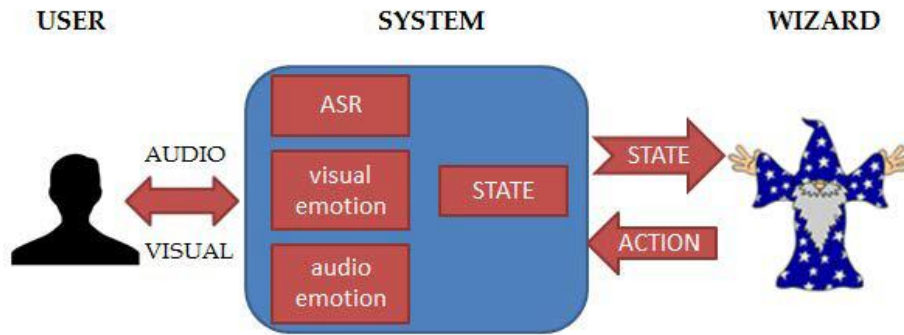 USER
SYSTEM
WIZARD
AUDIO
VISUAL
ASR
visual
emotion
audio
emotion
STATE
STATE
ACTION